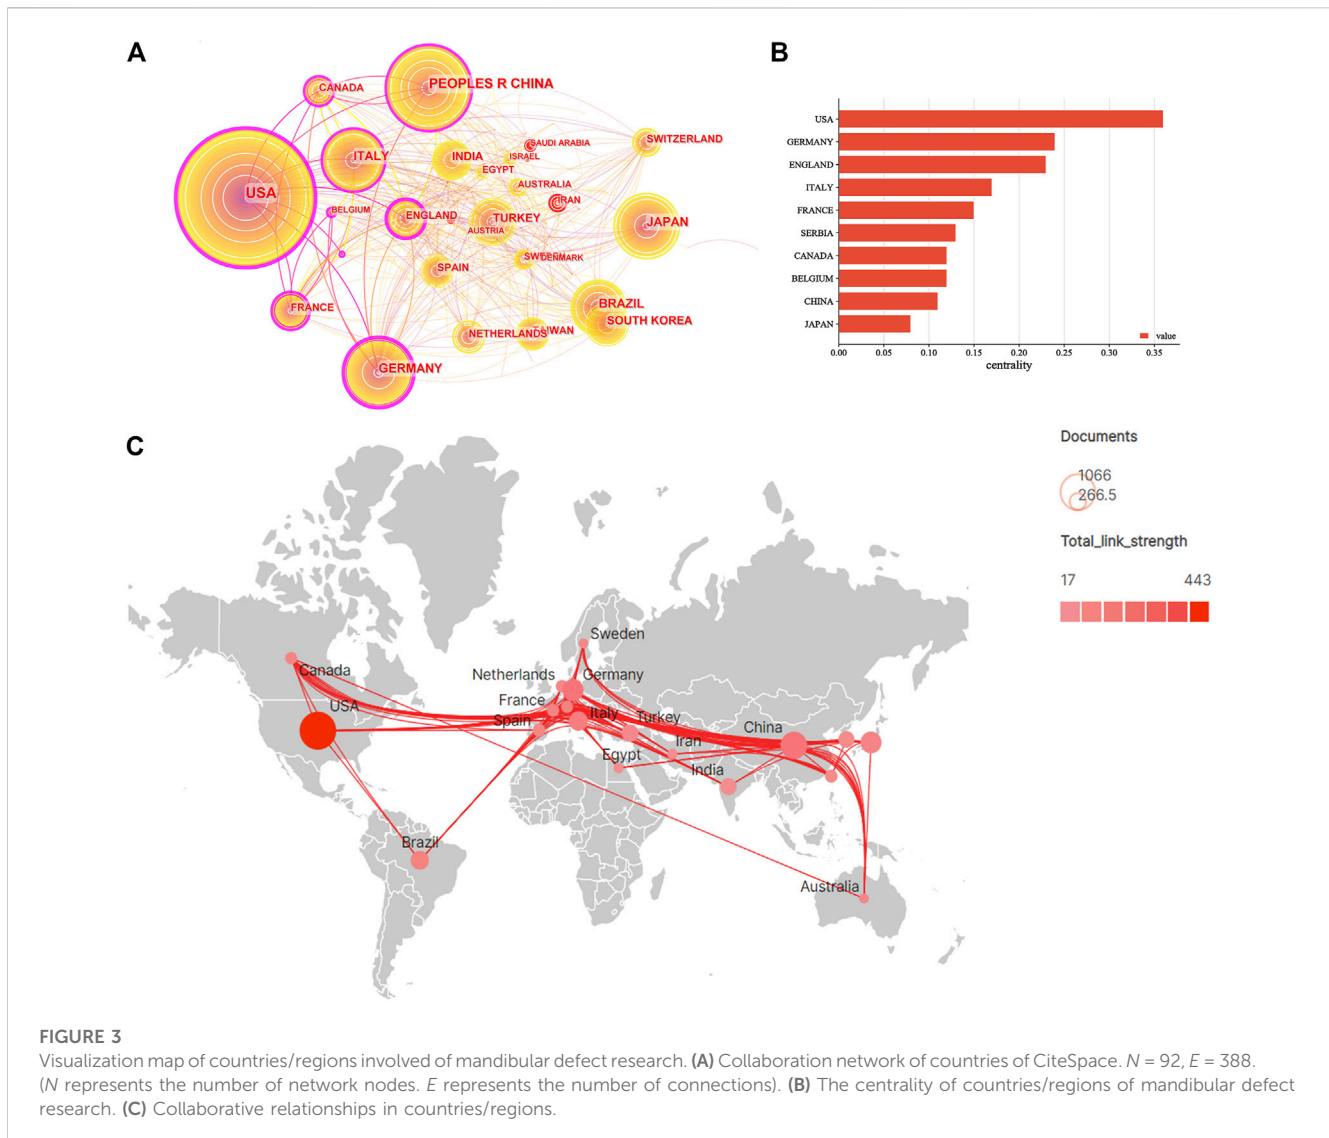 A
PEOPLES R CHINA
CANADA
ITALY
INDIA
SAUDI ARABIA
ISRAEL
EGYPT
SWITZERLAND
AUSTRALIA
USA
IRAN
BELGIUM
ENGLAND
TURKEY
AUSTRIA
JAPAN
SPAIN
DENMARK
FRANCE
BRAZIL
SOUTH KOREA
NETHERLANDS
GERMANY
B
USA
GERMANY
ENGLAND
ITALY
FRANCE
SERBIA
CANADA
BELGIUM
CHINA
JAPAN
value
0.00 0.05 0.10 0.15 0.20 0.25 0.30 0.35
centrality
C
Documents
1066
266.5
Total_link_strength
17 443
Sweden
Netherlands
Germany
Canada
France
USA
Spain
Italy
Turkey
China
Iran
Egypt
India
Brazil
Australia
FIGURE 3
Visualization map of countries/regions involved of mandibular defect research. (A) Collaboration network of countries of CiteSpace. N = 92, E = 388.
(N represents the number of network nodes. E represents the number of connections). (B) The centrality of countries/regions of mandibular defect
research. (C) Collaborative relationships in countries/regions.